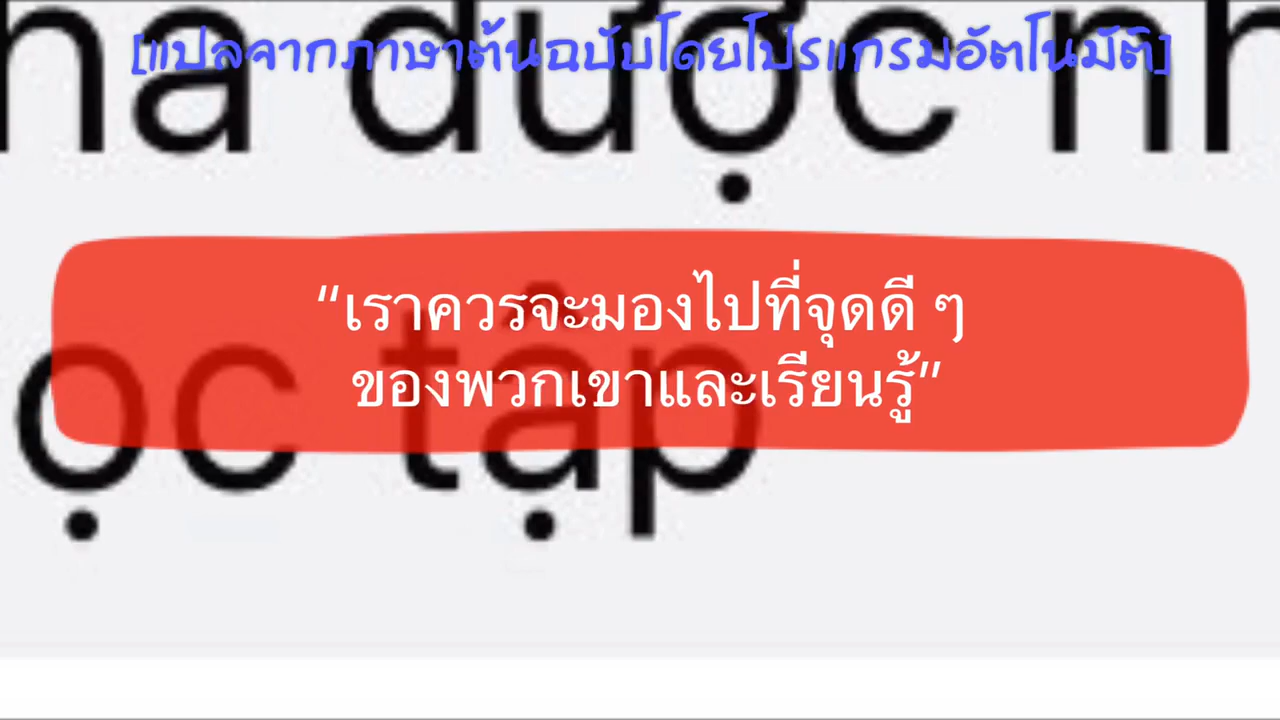 [แปลจากภาษาต้นฉบับโดยโปรแกรมอัตโนมัติ]
được
“เราควรจะมองไปที่จุดดี ๆ
ของพวกเขาและเรียนรู้”
ọc tập